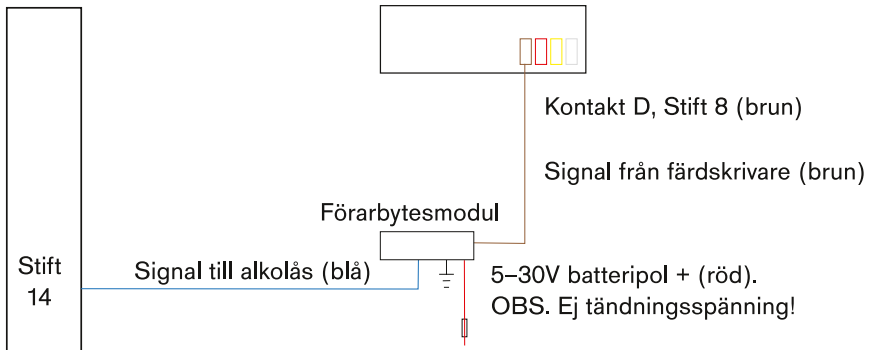 Kontakt D, Stift 8 (brun)
Signal från färdskrivare (brun)
Förarbytesmodul
Stift
14
Signal till alkolås (blå)
5–30V batteripol + (röd).
OBS. Ej tändningsspänning!